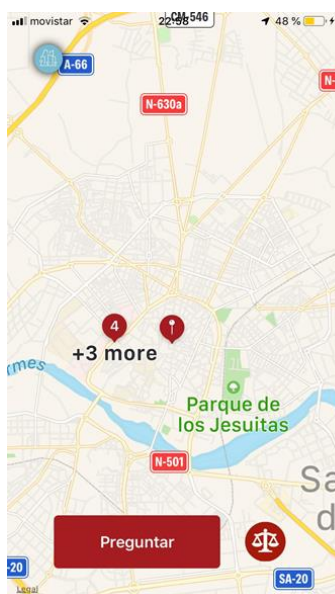 movistar 22:58 48 %
CM-546
A-66
N-
N-630a
4
+3 more
rmes
Parque de
los Jesuitas
N-501
Sa
d
Preguntar
-20
SA-20
Legal